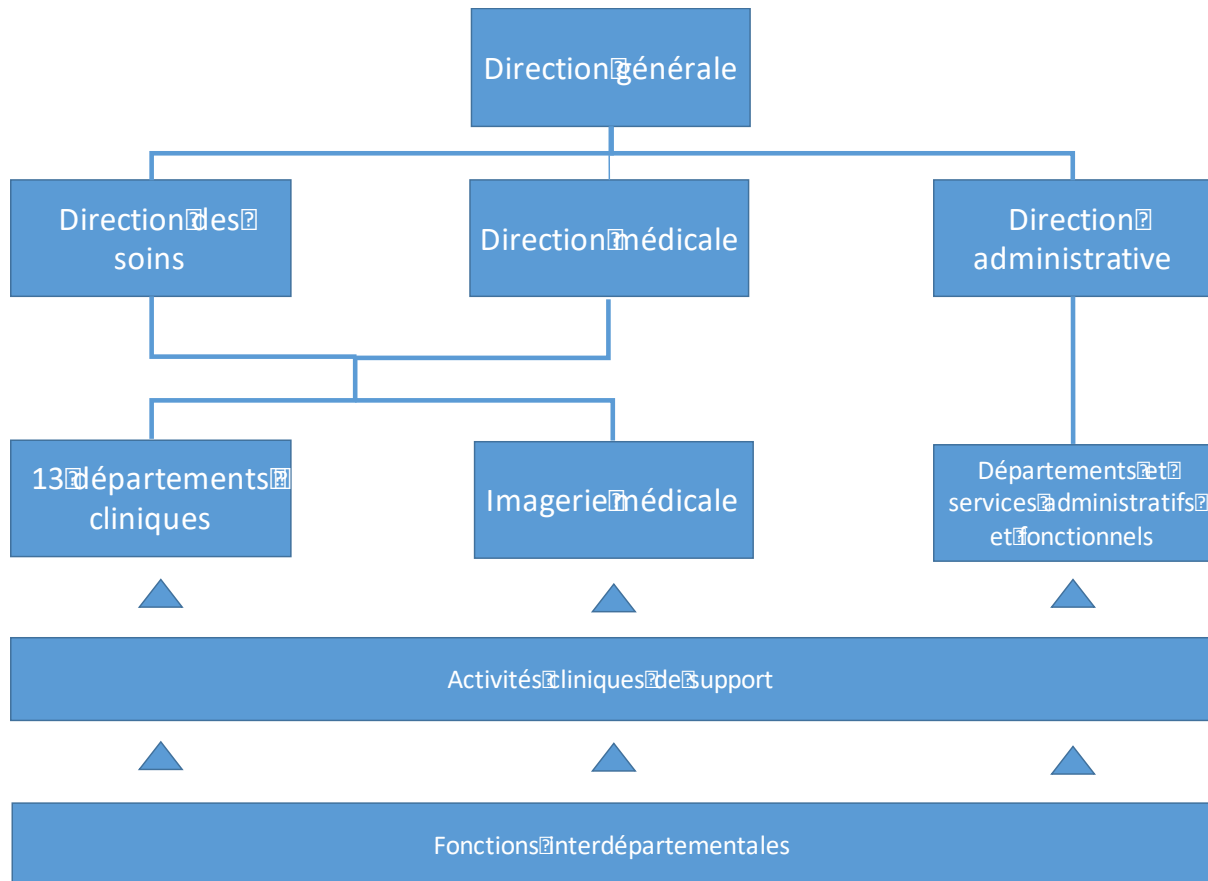 Direction générale
Direction des
soins
Direction médicale
Direction
administrative
13 départements
cliniques
Imagerie médicale
Départements et
services administratifs
et fonctionnels
Activités cliniques de support
Fonctions interdépartementales